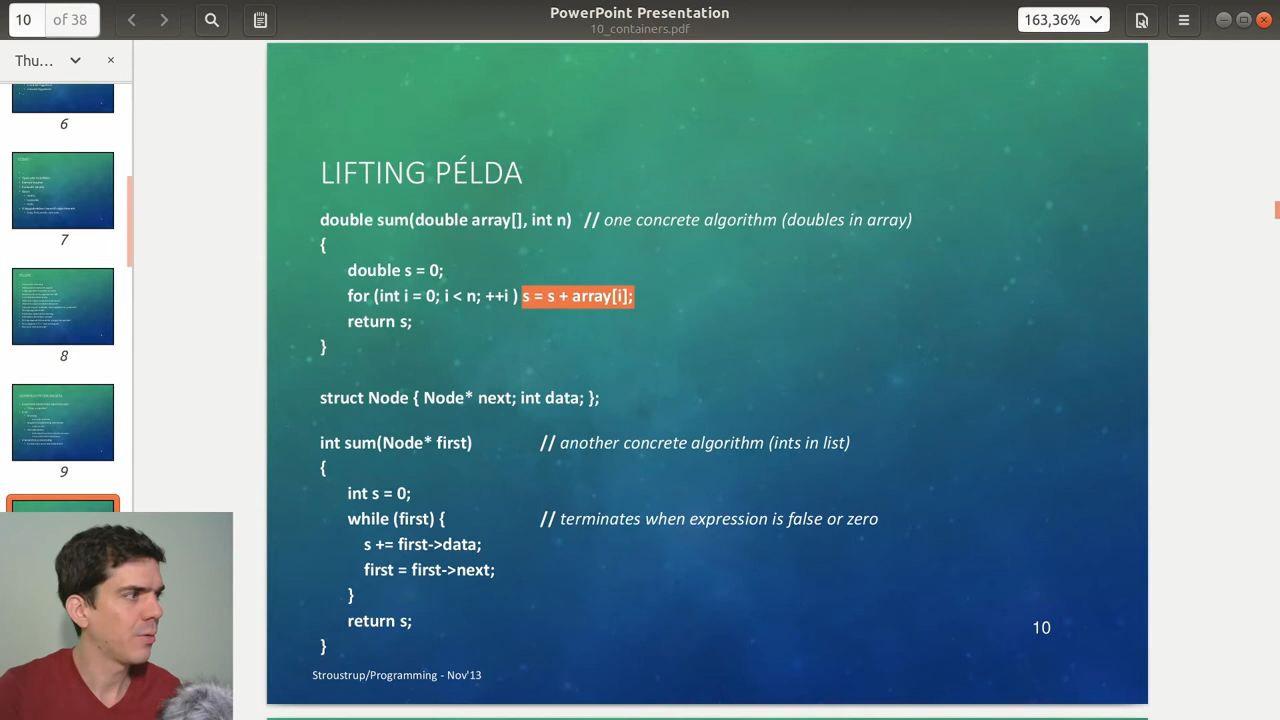 10 of 38
PowerPoint Presentation
10_containers.pdf
163,36%
Thu...
6
7
8
9
LIFTING PÉLDA
double sum(double array[], int n) // one concrete algorithm (doubles in array)
{
double s = 0;
for (int i = 0; i < n; ++i ) s = s + array[i];
return s;
}
struct Node { Node* next; int data; };
int sum(Node* first) // another concrete algorithm (ints in list)
{
int s = 0;
while (first) { // terminates when expression is false or zero
s += first->data;
first = first->next;
}
return s;
}
10
Stroustrup/Programming - Nov'13